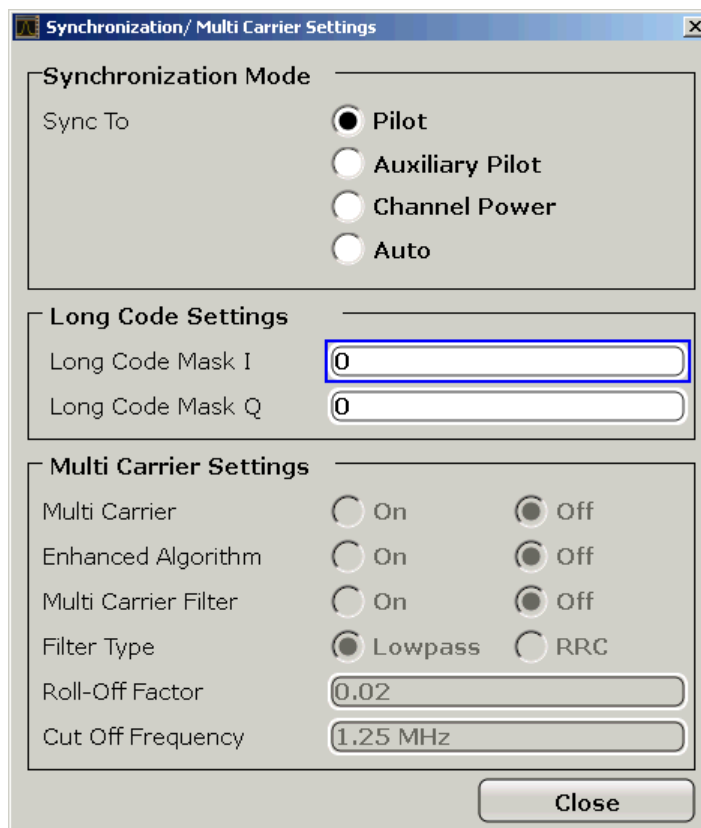 Synchronization/ Multi Carrier Settings
Synchronization Mode
Sync To Pilot
Auxiliary Pilot
Channel Power
Auto
Long Code Settings
Long Code Mask I 0
Long Code Mask Q 0
Multi Carrier Settings
Multi Carrier On Off
Enhanced Algorithm On Off
Multi Carrier Filter On Off
Filter Type Lowpass RRC
Roll-Off Factor 0.02
Cut Off Frequency 1.25 MHz
Close